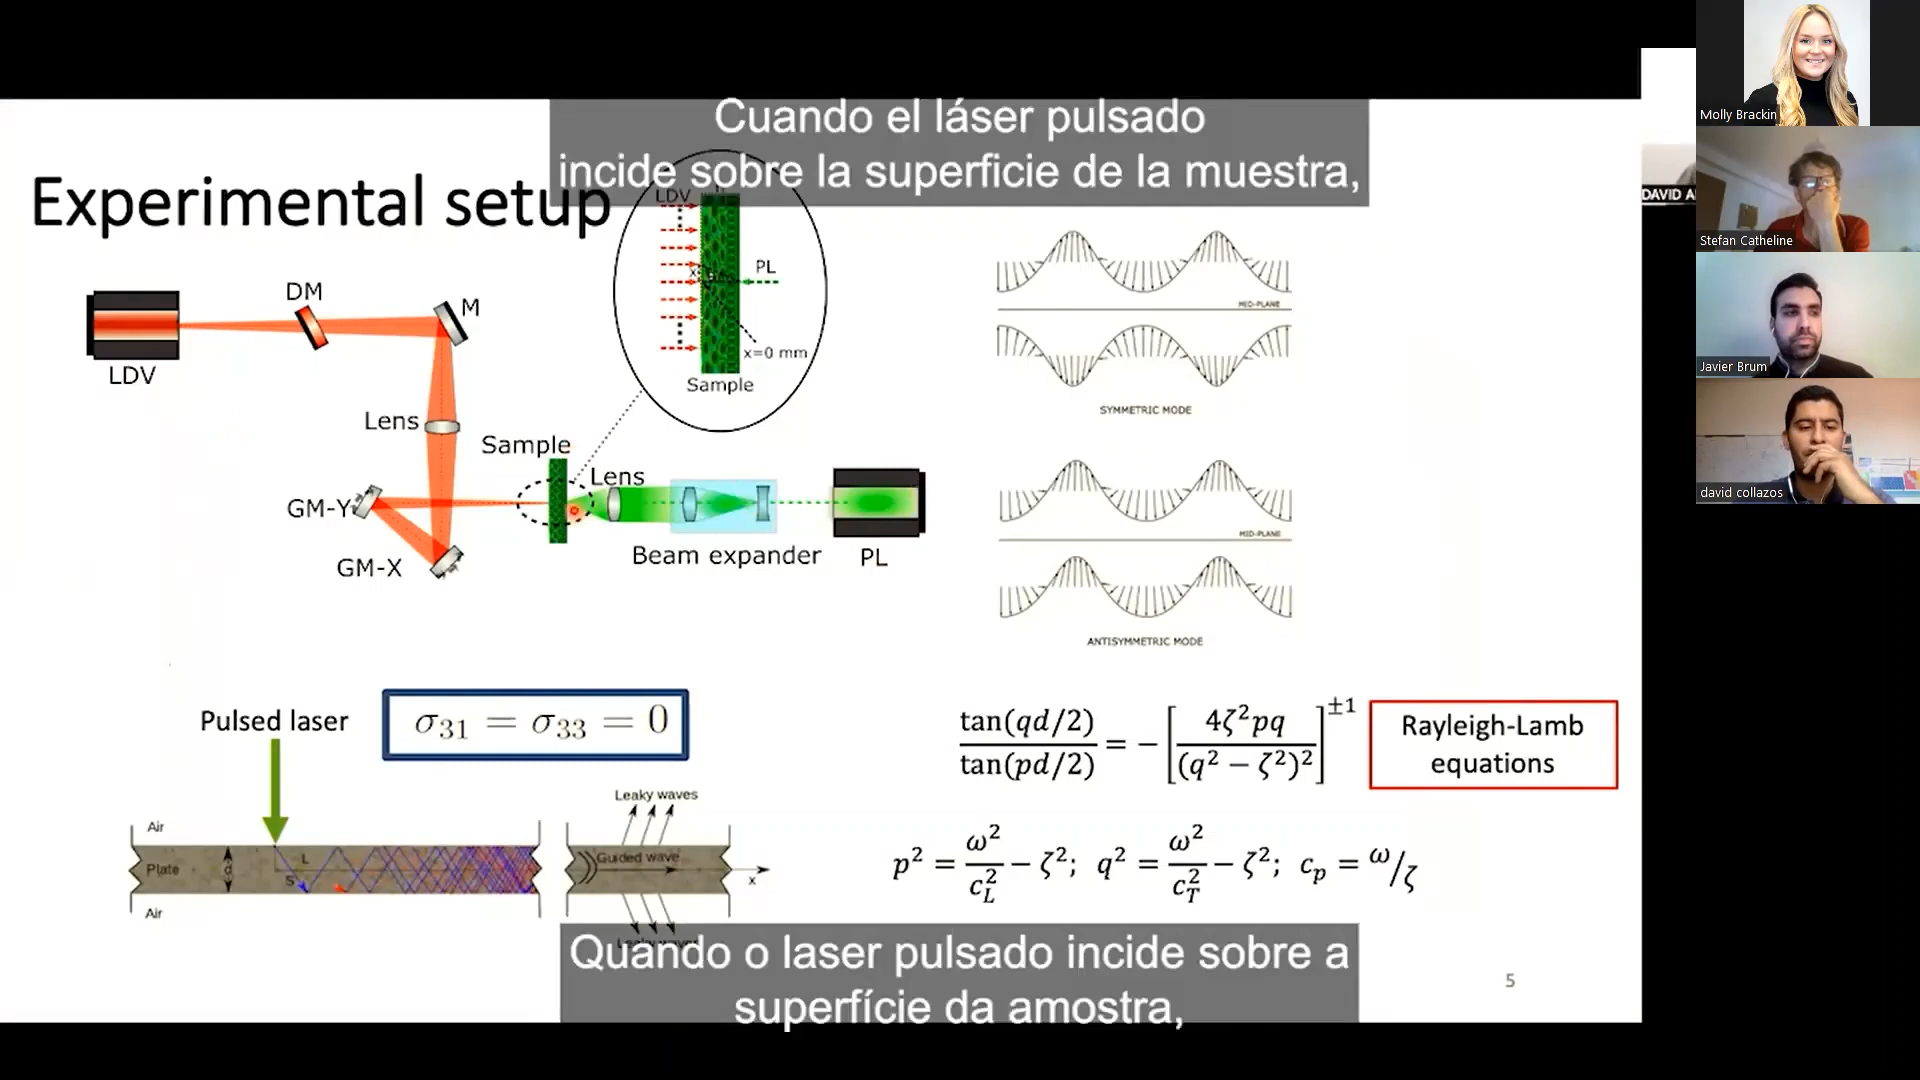 Cuando el láser pulsado
incide sobre la superficie de la muestra,
Experimental setup
LDV
PL
x=0 mm
Sample
LDV
DM
M
Lens
GM-Y
GM-X
Sample
Lens
Beam expander
PL
MID-PLANE
SYMMETRIC MODE
MID-PLANE
ANTISYMMETRIC MODE
Pulsed laser
σ₃₁ = σ₃₃ = 0
Air
Plate
d
L
S
Air
Leaky waves
Guided wave
x
tan(qd/2)/tan(pd/2) = −[4ζ²pq/(q² − ζ²)²]^±1
Rayleigh-Lamb
equations
p² = ω²/c_L² − ζ²; q² = ω²/c_T² − ζ²; c_p = ω/ζ
5
Quando o laser pulsado incide sobre a
superfície da amostra,
Molly Brackin
Stefan Catheline
Javier Brum
david collazos
DAVID A